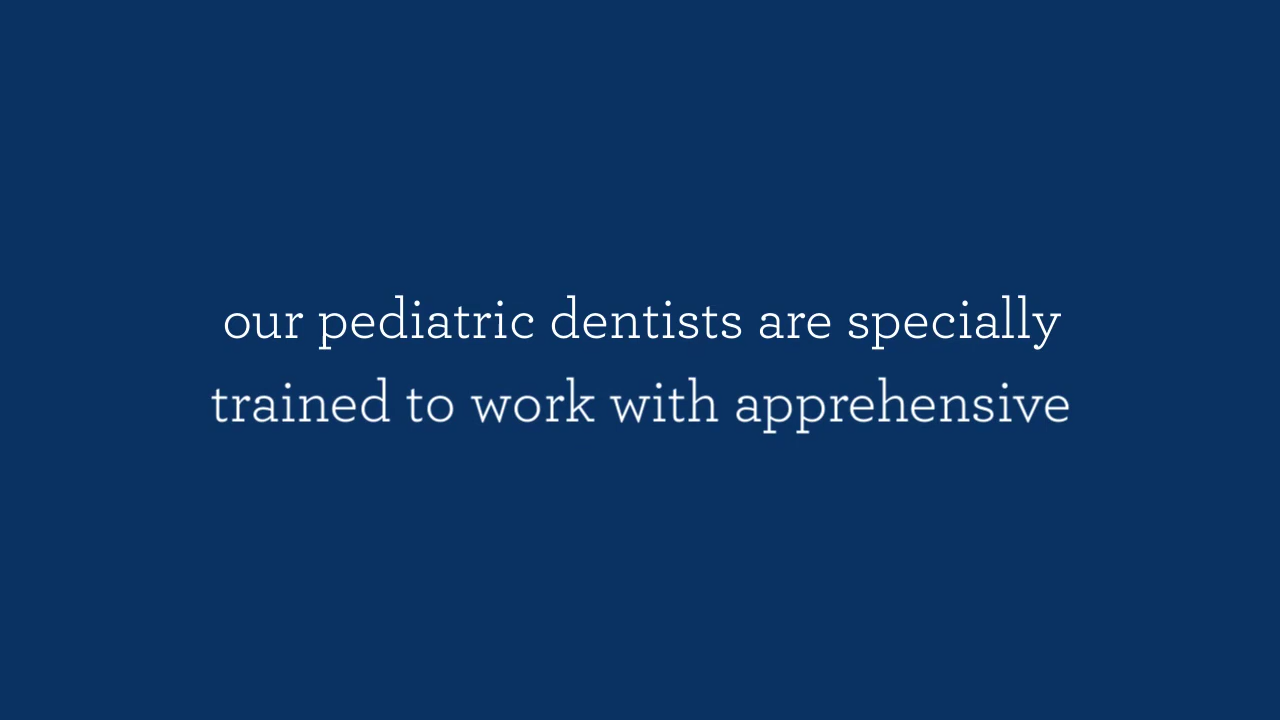 our pediatric dentists are specially
trained to work with apprehensive